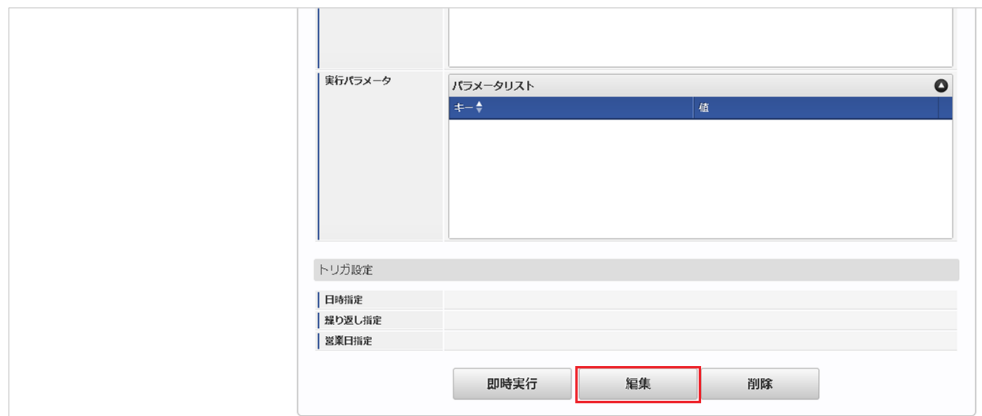 実行パラメータ
パラメータリスト
キー 値
トリガ設定
日時指定
繰り返し指定
営業日指定
即時実行 編集 削除